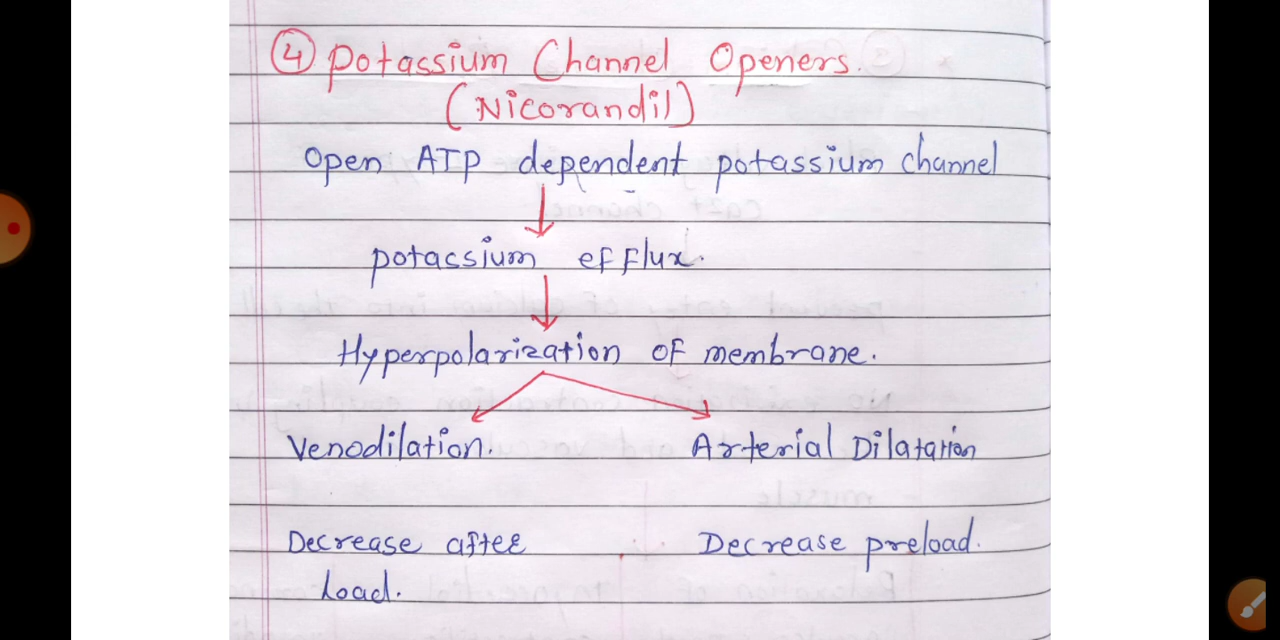 ④ Potassium Channel Openers.
(Nicorandil)
Open ATP dependent potassium channel
potassium efflux.
Hyperpolarization of membrane.
Venodilation. Arterial Dilatation
Decrease after Decrease preload.
load.